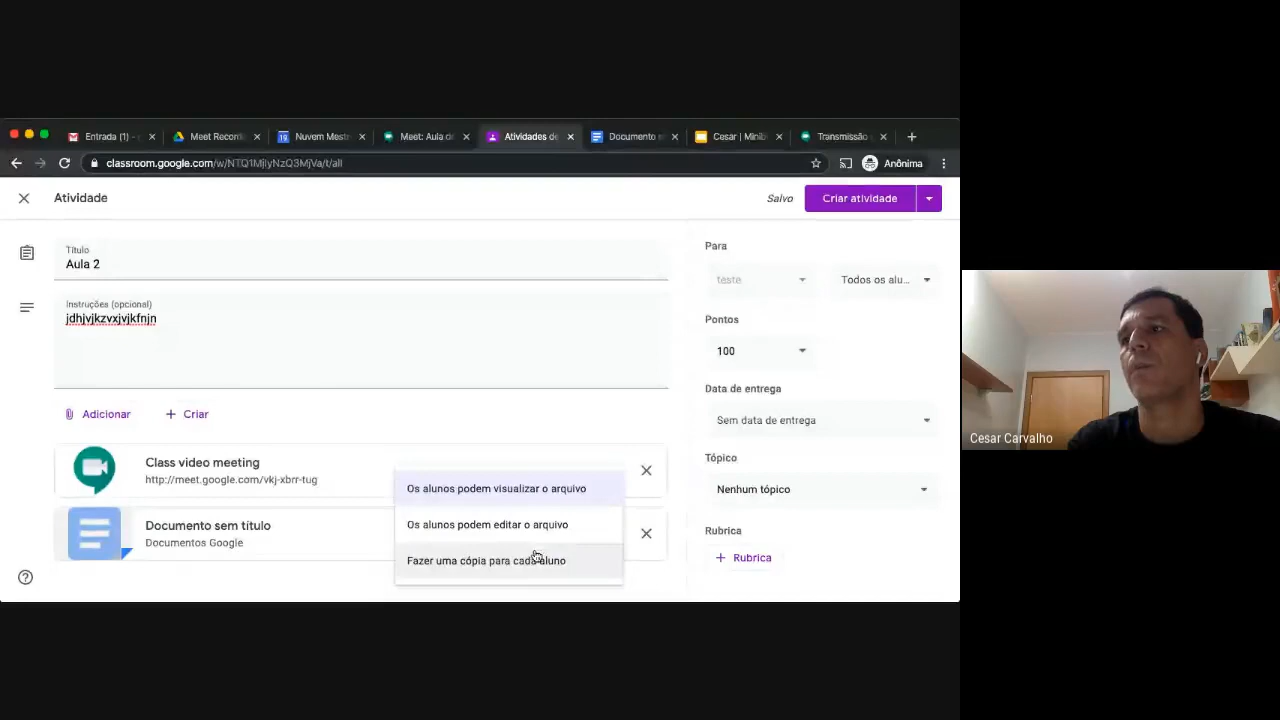 Entrada (1) -
Meet Record
Nuvem Mestr
Meet: Aula d
Atividades de
Documento s
Cesar | Minib
Transmissão
classroom.google.com/w/NTQ1MjIyNzQ3MjVa/t/all
Anônima
Atividade
Salvo
Criar atividade
Título
Aula 2
Instruções (opcional)
jdhjvjkzvxjvjkfnjn
Adicionar
Criar
Class video meeting
http://meet.google.com/vkj-xbrr-tug
Documento sem título
Documentos Google
Os alunos podem visualizar o arquivo
Os alunos podem editar o arquivo
Fazer uma cópia para cada aluno
Para
teste
Todos os alu...
Pontos
100
Data de entrega
Sem data de entrega
Tópico
Nenhum tópico
Rubrica
Rubrica
Cesar Carvalho